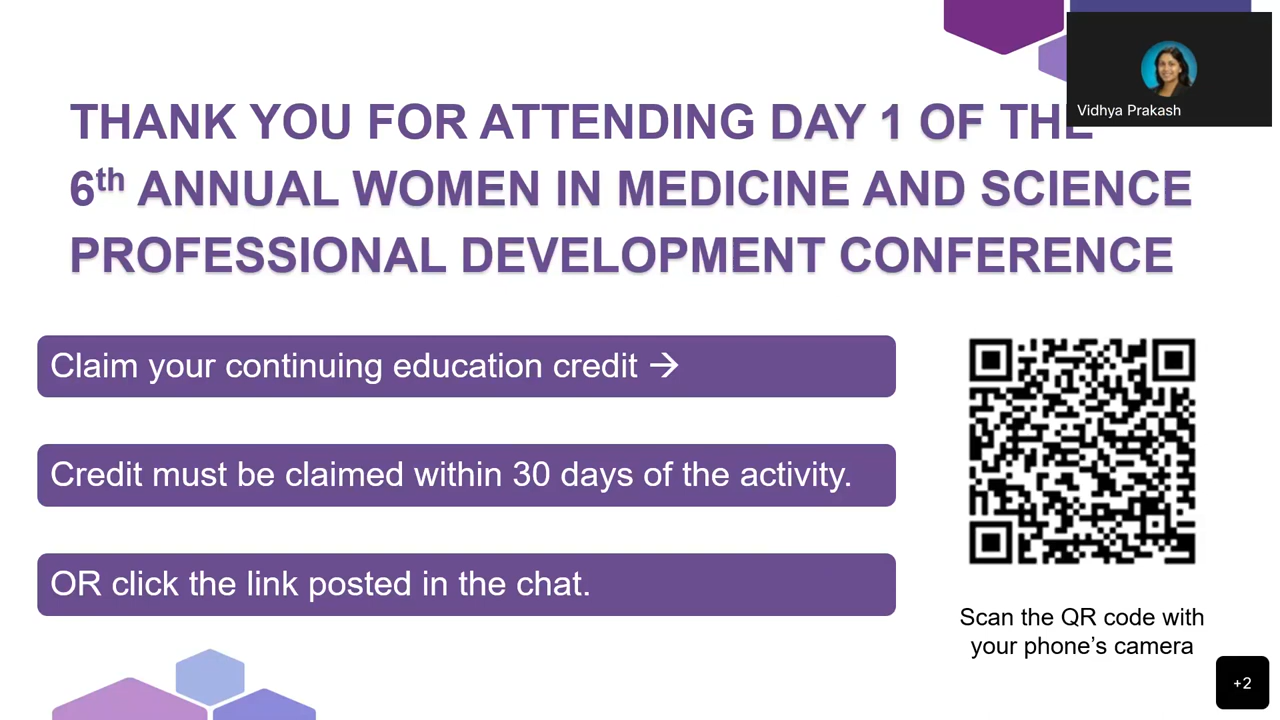 Vidhya Prakash
THANK YOU FOR ATTENDING DAY 1 OF THE
6th ANNUAL WOMEN IN MEDICINE AND SCIENCE
PROFESSIONAL DEVELOPMENT CONFERENCE
Claim your continuing education credit →
Credit must be claimed within 30 days of the activity.
OR click the link posted in the chat.
Scan the QR code with
your phone’s camera
+2